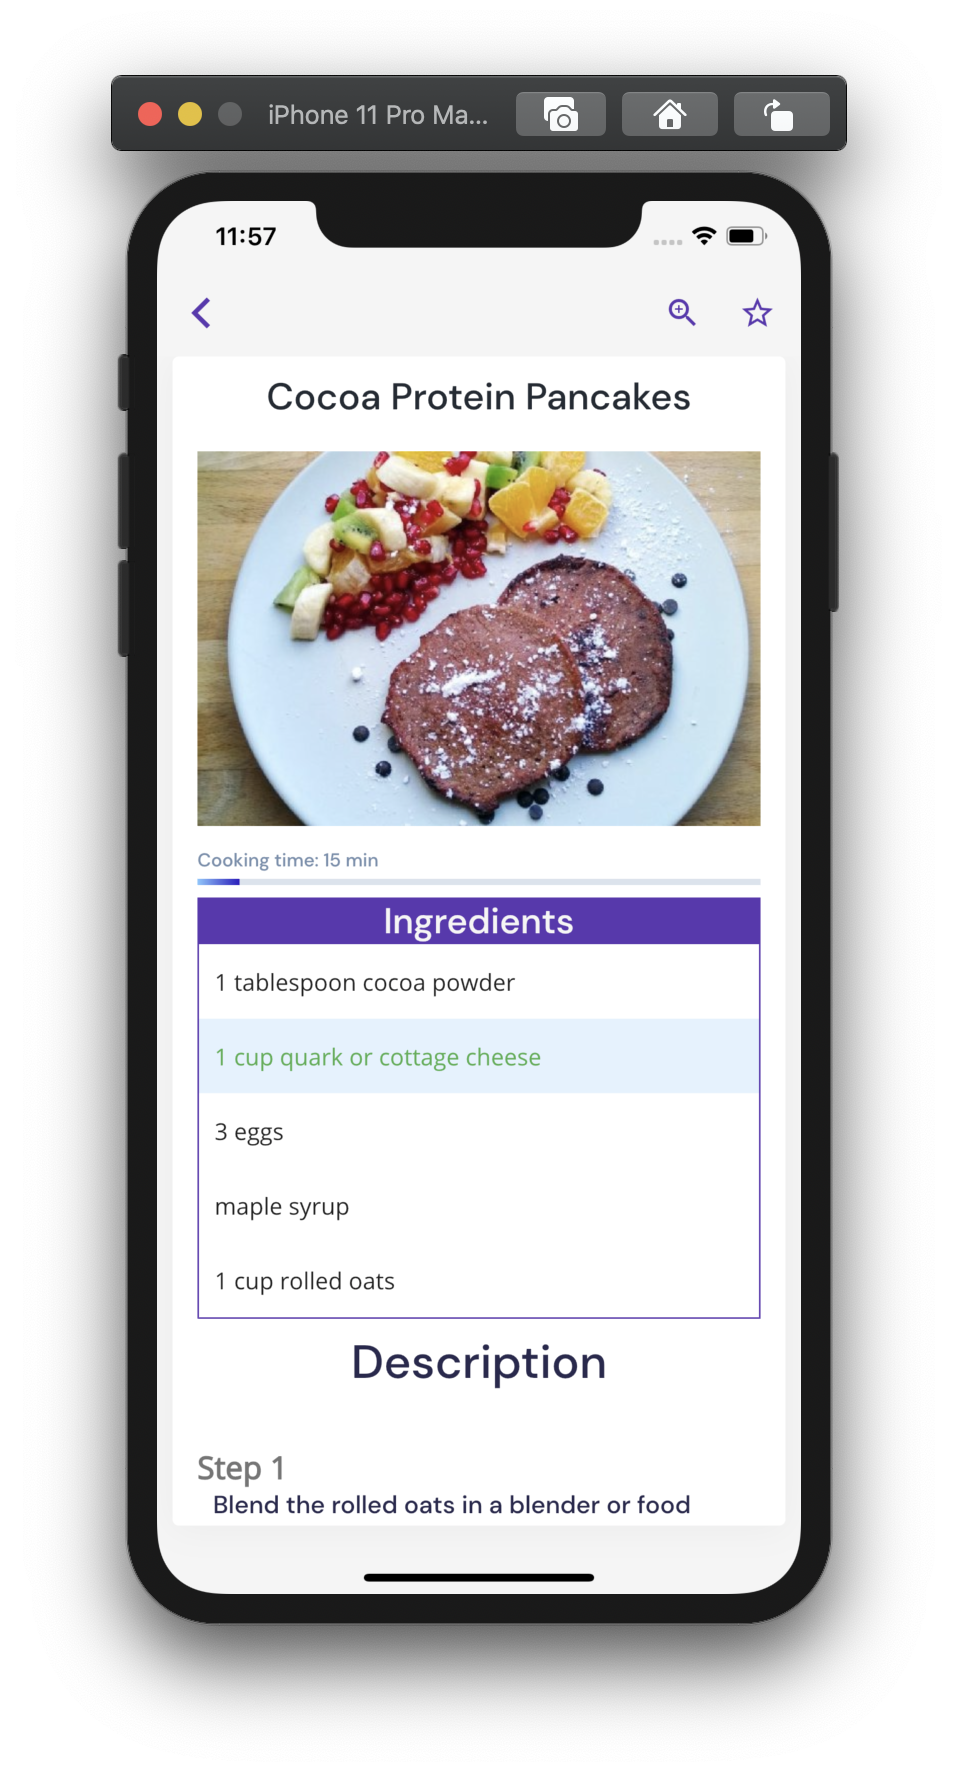 iPhone 11 Pro Ma...
11:57
Cocoa Protein Pancakes
Cooking time: 15 min
Ingredients
1 tablespoon cocoa powder
1 cup quark or cottage cheese
3 eggs
maple syrup
1 cup rolled oats
Description
Step 1
Blend the rolled oats in a blender or food